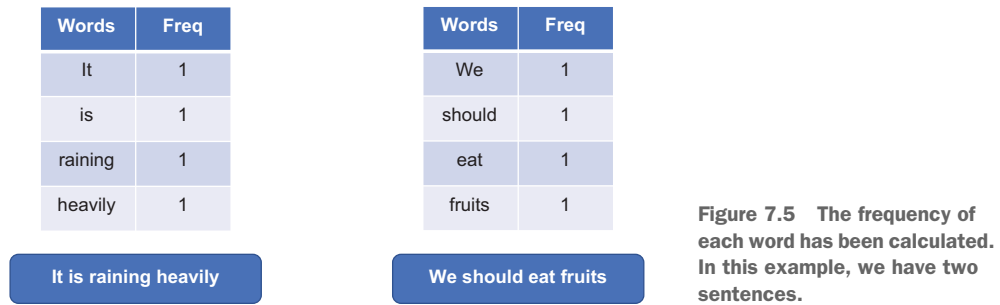 Words Freq
It 1
is 1
raining 1
heavily 1
It is raining heavily
Words Freq
We 1
should 1
eat 1
fruits 1
We should eat fruits
Figure 7.5 The frequency of
each word has been calculated.
In this example, we have two
sentences.